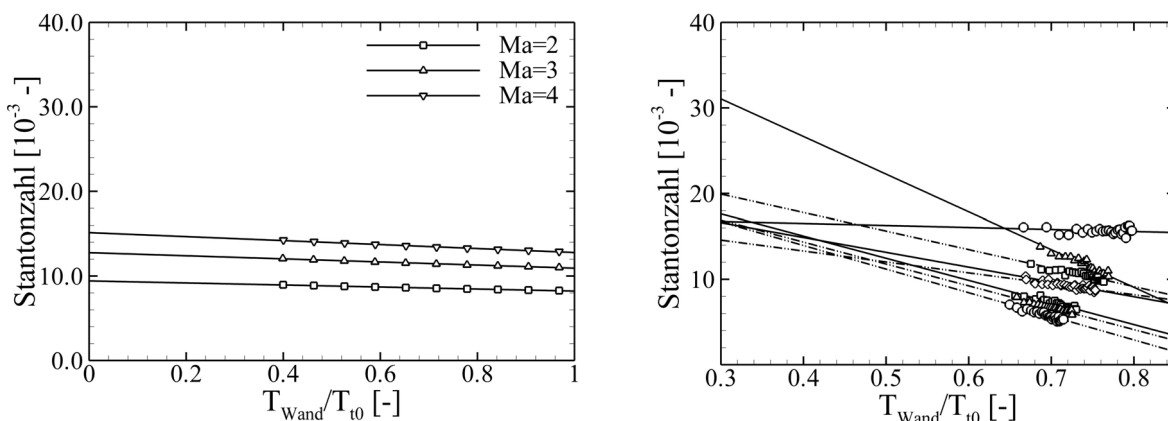 40.0
30.0
20.0
10.0
0.0
Stantonzahl [10⁻³ -]
Ma=2
Ma=3
Ma=4
0 0.2 0.4 0.6 0.8 1
T_Wand/T_t0 [-]
40
30
20
10
Stantonzahl [10⁻³ -]
0.3 0.4 0.5 0.6 0.7 0.8
T_Wand/T_t0 [-]